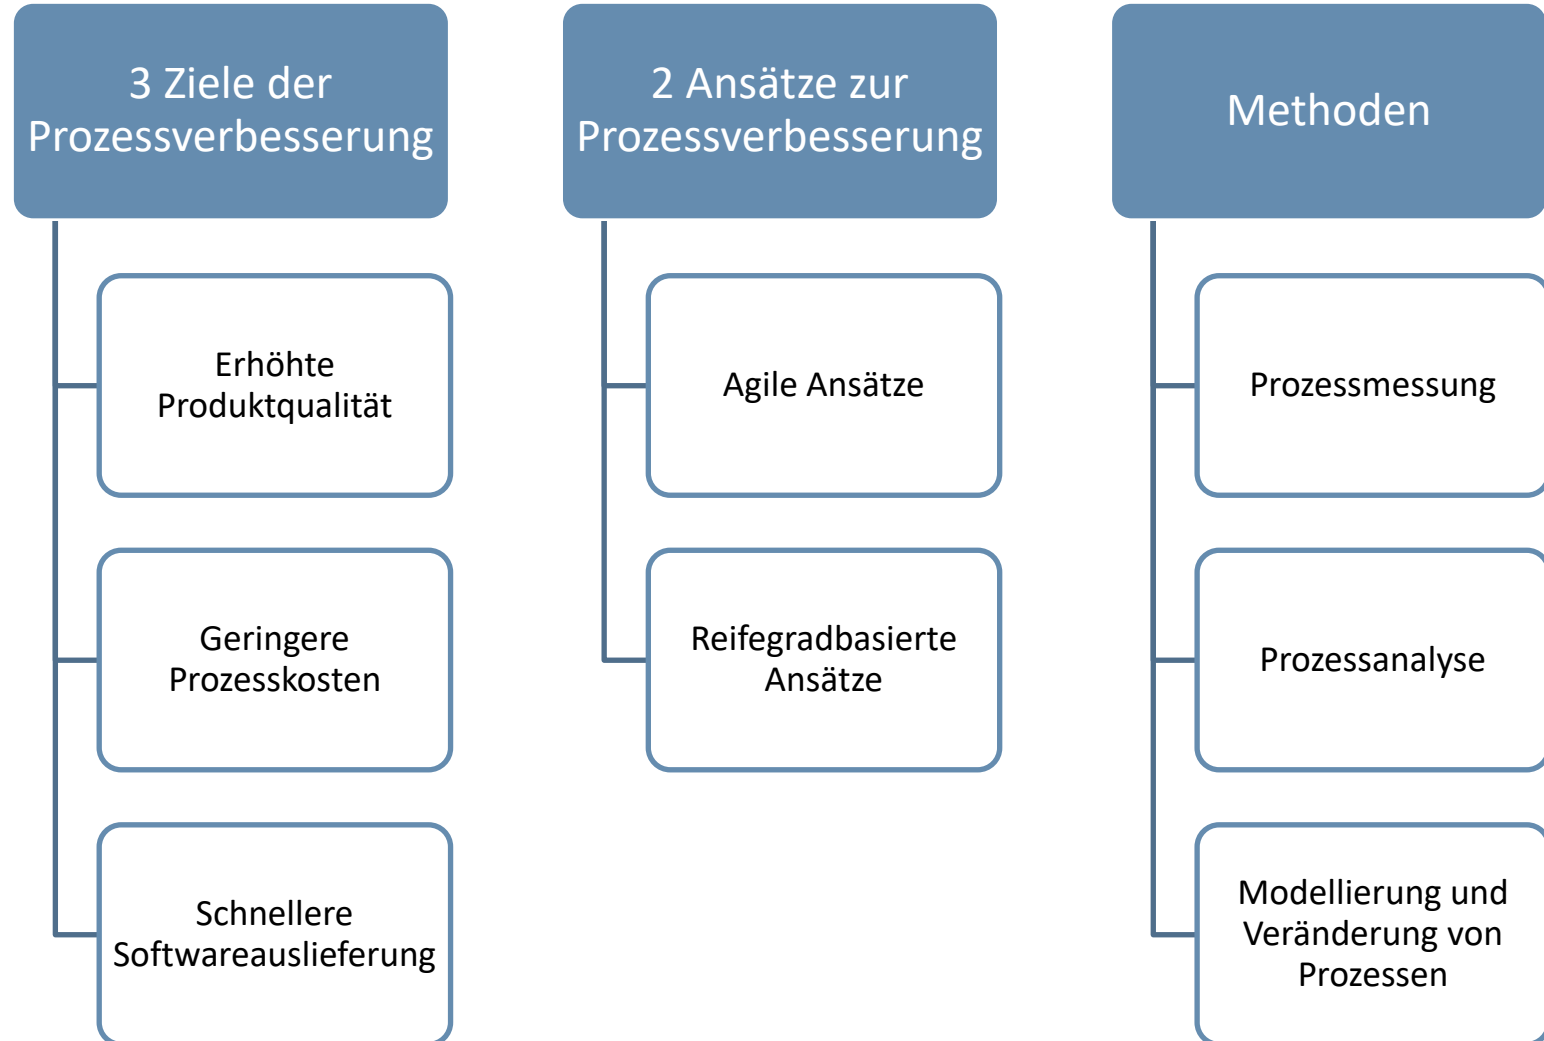 3 Ziele der
Prozessverbesserung
Erhöhte
Produktqualität
Geringere
Prozesskosten
Schnellere
Softwareauslieferung
2 Ansätze zur
Prozessverbesserung
Agile Ansätze
Reifegradbasierte
Ansätze
Methoden
Prozessmessung
Prozessanalyse
Modellierung und
Veränderung von
Prozessen